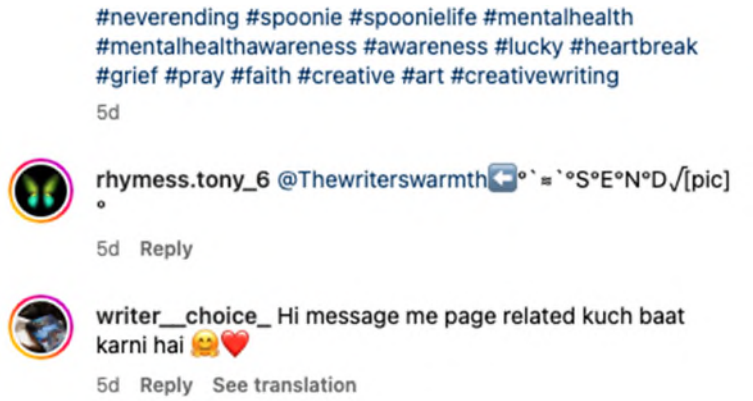 #neverending #spoonie #spoonielife #mentalhealth
#mentalhealthawareness #awareness #lucky #heartbreak
#grief #pray #faith #creative #art #creativewriting
5d
rhymess.tony_6 @Thewriterswarmth⬅️°`≈`°S°E°N°D√[pic]
°
5d Reply
writer__choice_ Hi message me page related kuch baat
karni hai 🤗❤️
5d Reply See translation